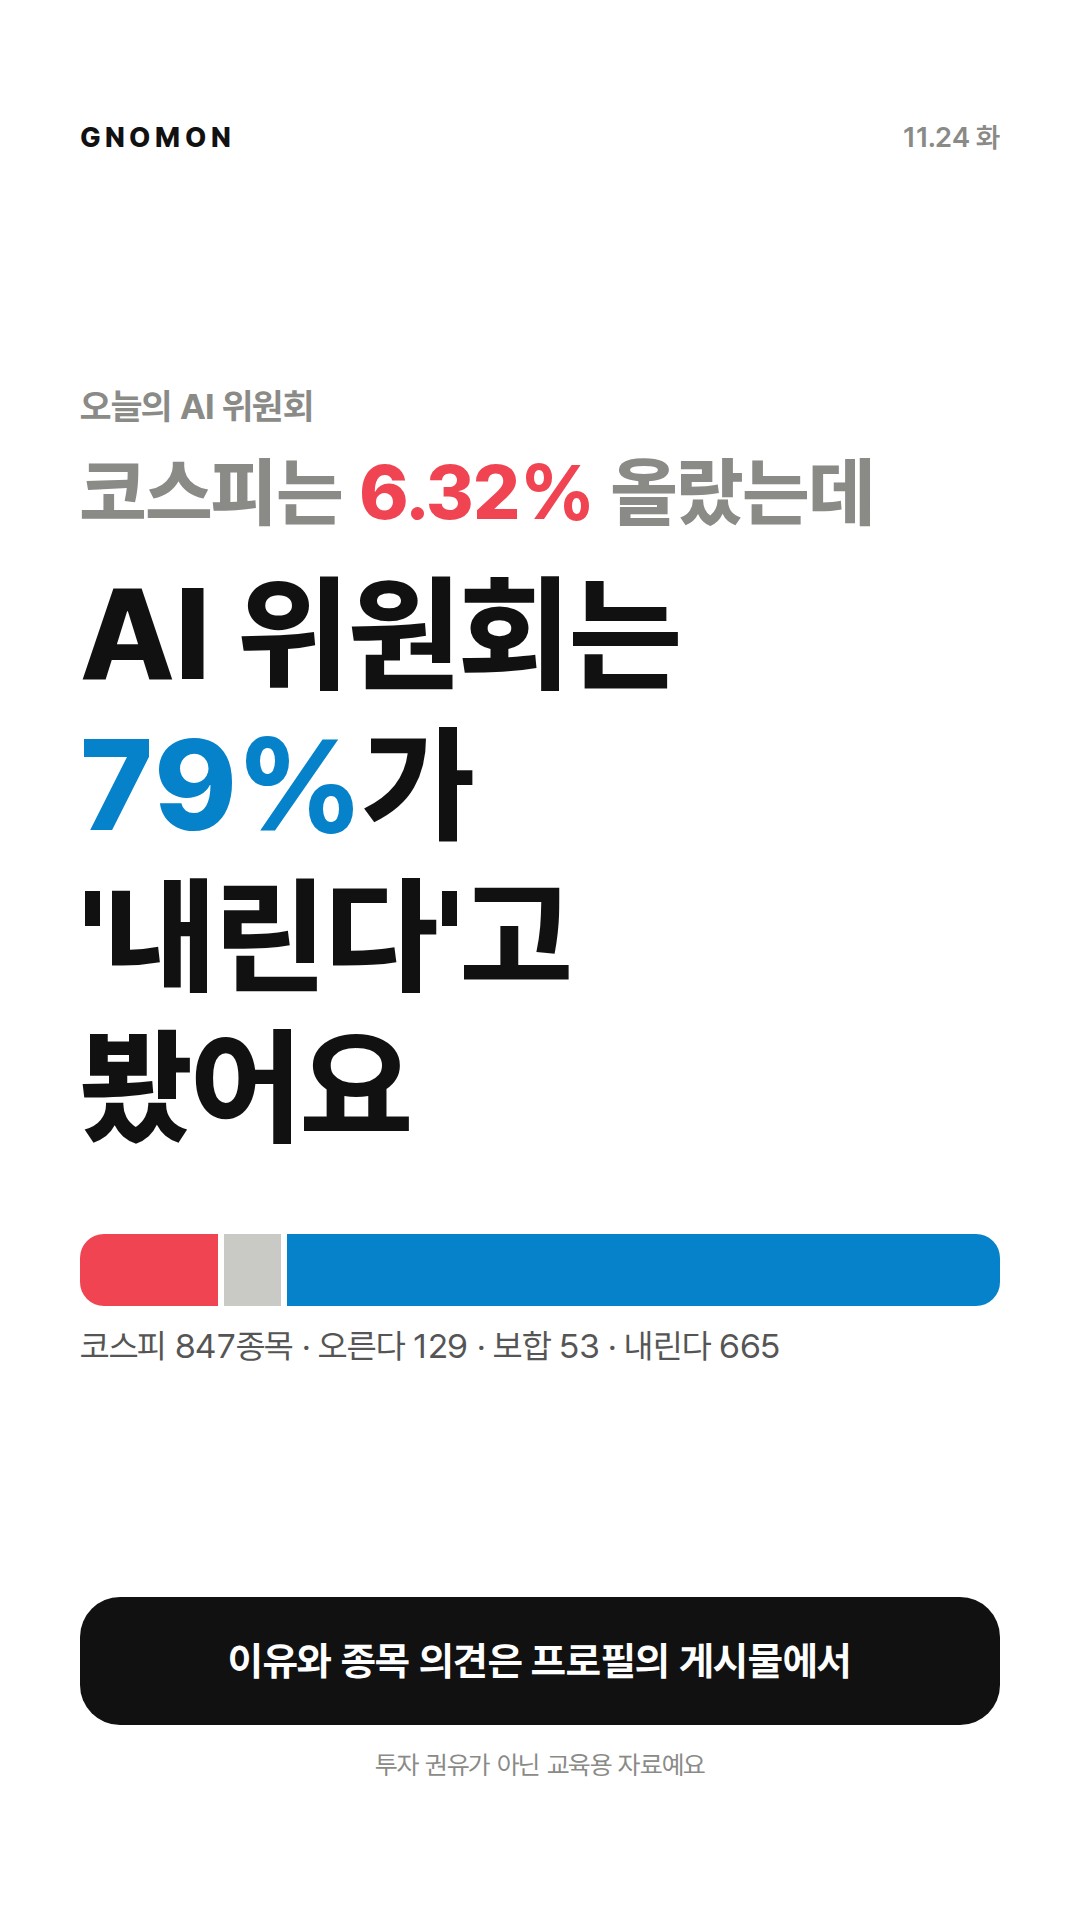 GNOMON
11.24 화
오늘의 AI 위원회
코스피는 6.32% 올랐는데
AI 위원회는
79%가
'내린다'고
봤어요
코스피 847종목 · 오른다 129 · 보합 53 · 내린다 665
이유와 종목 의견은 프로필의 게시물에서
투자 권유가 아닌 교육용 자료예요